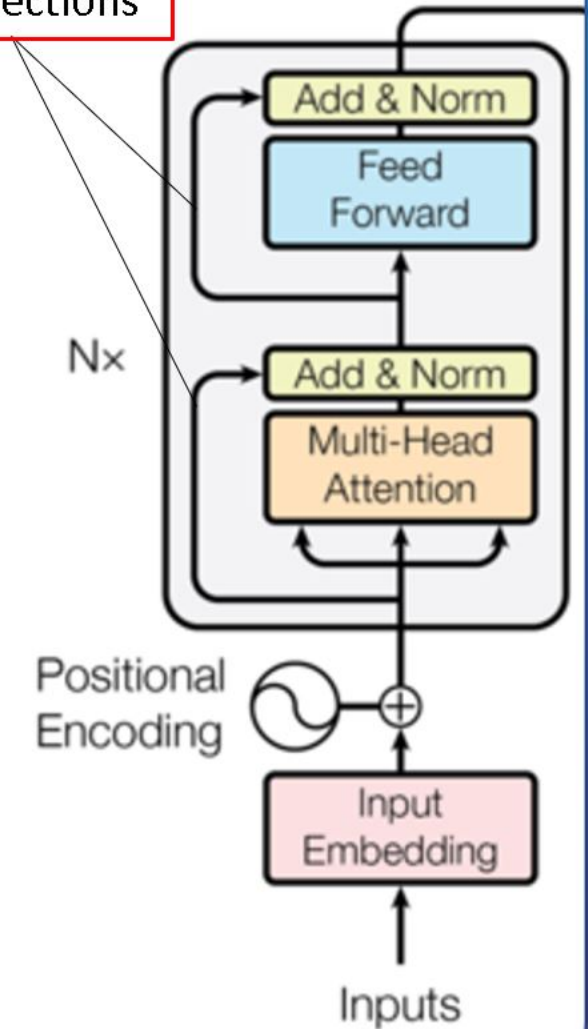 ections
Add & Norm
Feed
Forward
Nx
Add & Norm
Multi-Head
Attention
Positional
Encoding
Input
Embedding
Inputs